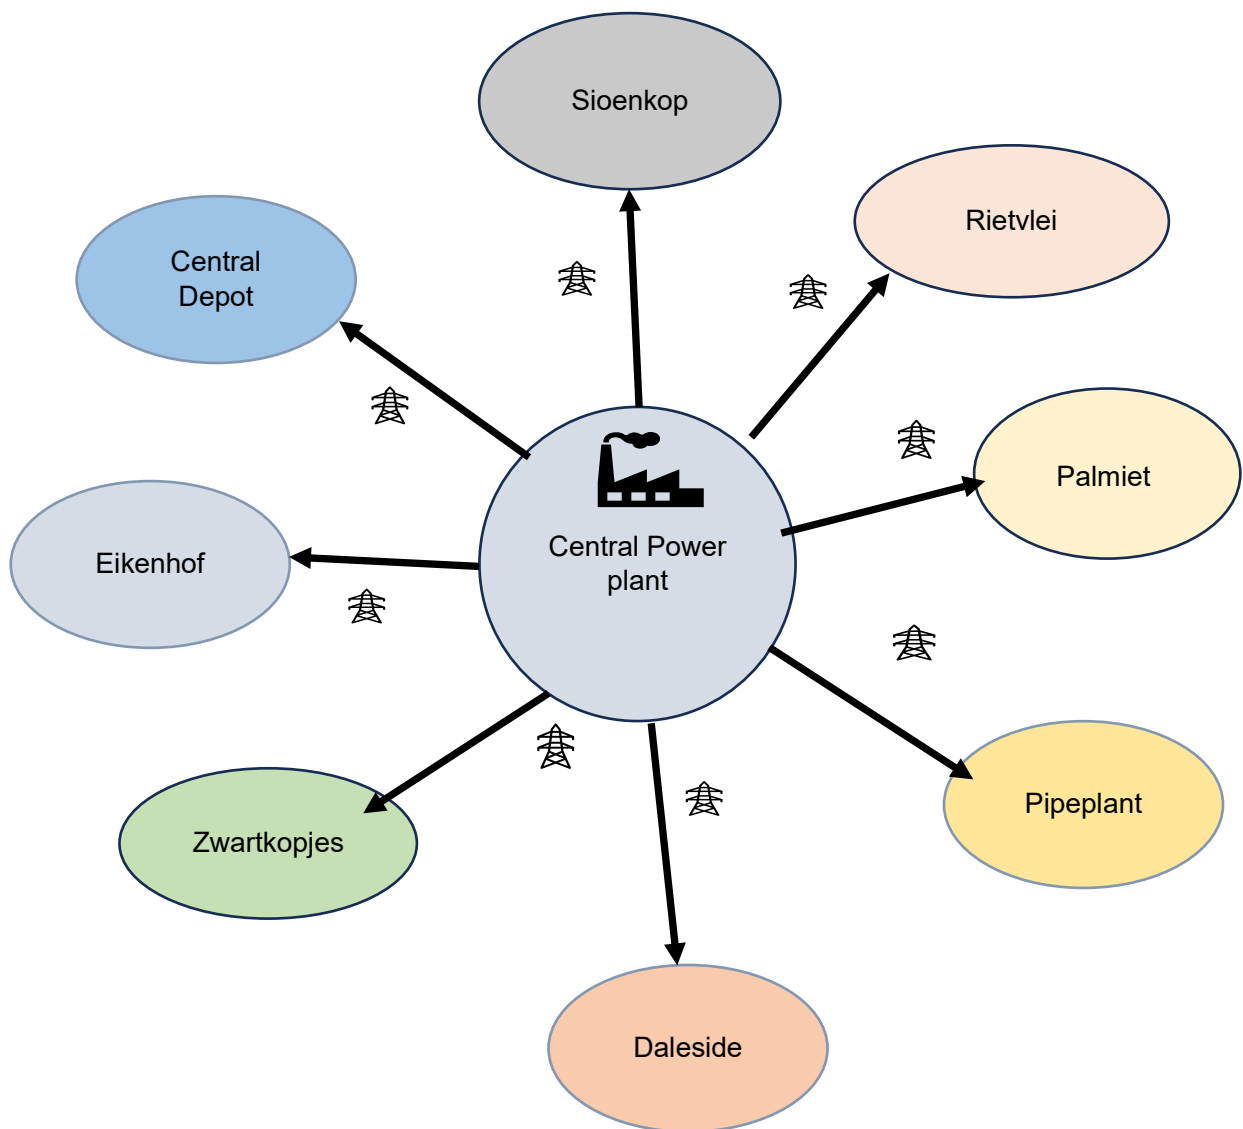 Sioenkop
Rietvlei
Central
Depot
Palmiet
Central Power
plant
Eikenhof
Pipeplant
Zwartkopjes
Daleside